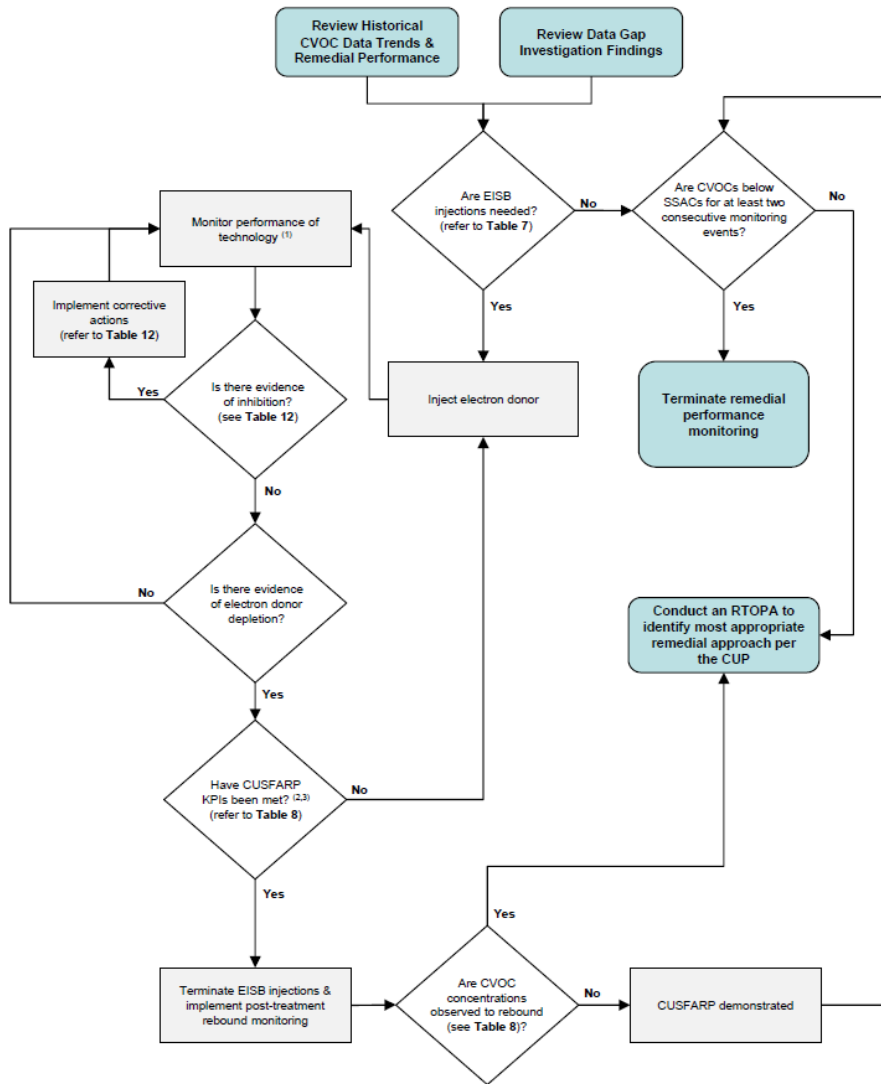 Review Historical
CVOC Data Trends &
Remedial Performance
Review Data Gap
Investigation Findings
Are EISB
injections needed?
(refer to Table 7)
No
Yes
Are CVOCs below
SSACs for at least two
consecutive monitoring
events?
No
Yes
Monitor performance of
technology (1)
Implement corrective
actions
(refer to Table 12)
Yes
Is there evidence
of inhibition?
(see Table 12)
No
Inject electron donor
Terminate remedial
performance
monitoring
No
Is there evidence
of electron donor
depletion?
Yes
Conduct an RTOPA to
identify most appropriate
remedial approach per
the CUP
Have CUSFARP
KPIs been met? (2,3)
(refer to Table 8)
No
Yes
Terminate EISB injections &
implement post-treatment
rebound monitoring
Yes
Are CVOC
concentrations
observed to rebound
(see Table 8)?
No
CUSFARP demonstrated